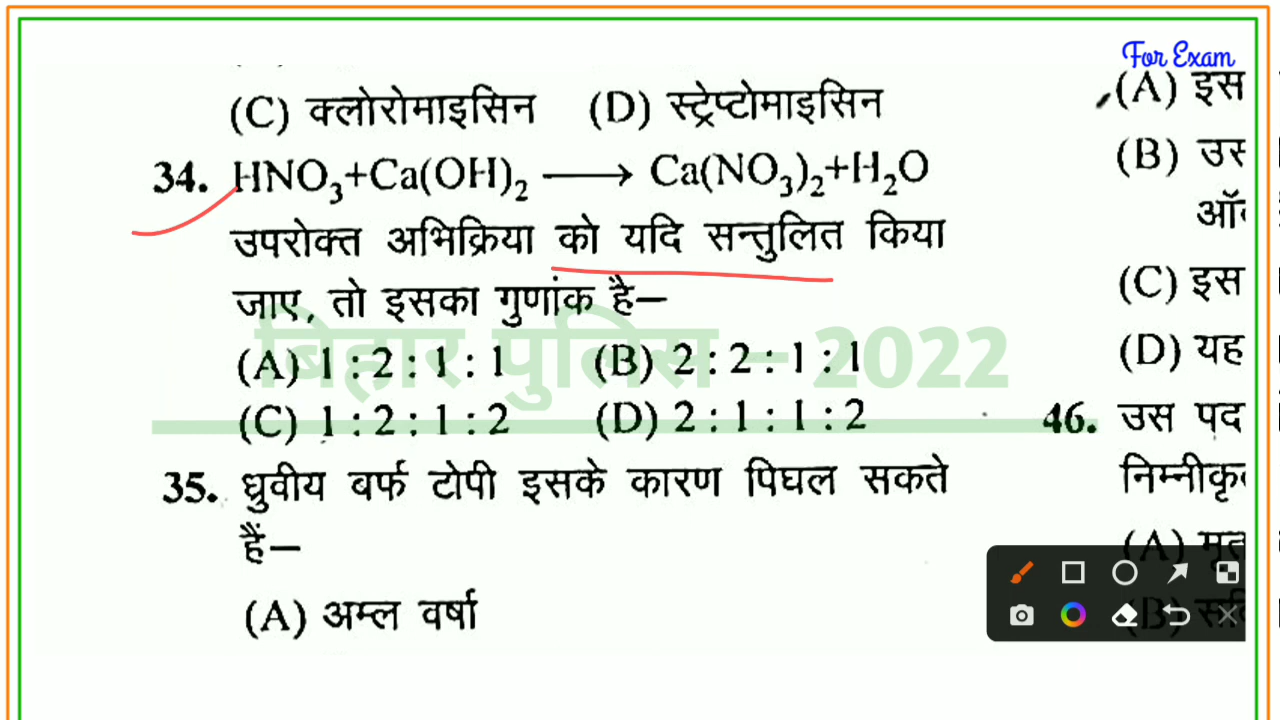 For Exam
(C) क्लोरोमाइसिन (D) स्ट्रेप्टोमाइसिन
34. HNO₃+Ca(OH)₂ ⟶ Ca(NO₃)₂+H₂O
उपरोक्त अभिक्रिया को यदि सन्तुलित किया
जाए, तो इसका गुणांक है–
(A) 1 : 2 : 1 : 1 (B) 2 : 2 : 1 : 1
(C) 1 : 2 : 1 : 2 (D) 2 : 1 : 1 : 2
बिहार पुलिस – 2022
35. ध्रुवीय बर्फ टोपी इसके कारण पिघल सकते
हैं–
(A) अम्ल वर्षा
(A) इस
(B) उस
(C) इस
(D) यह
46. उस पद
(A)
(B)